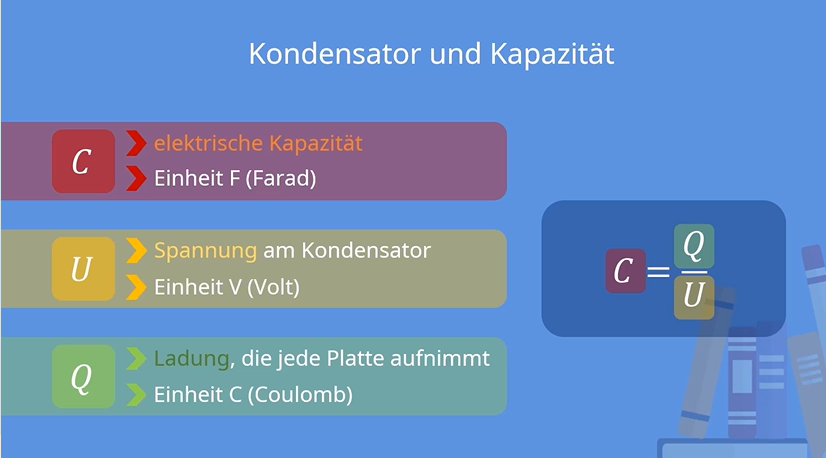 Kondensator und Kapazität
C
elektrische Kapazität
Einheit F (Farad)
U
Spannung am Kondensator
Einheit V (Volt)
Q
Ladung, die jede Platte aufnimmt
Einheit C (Coulomb)
C = Q / U